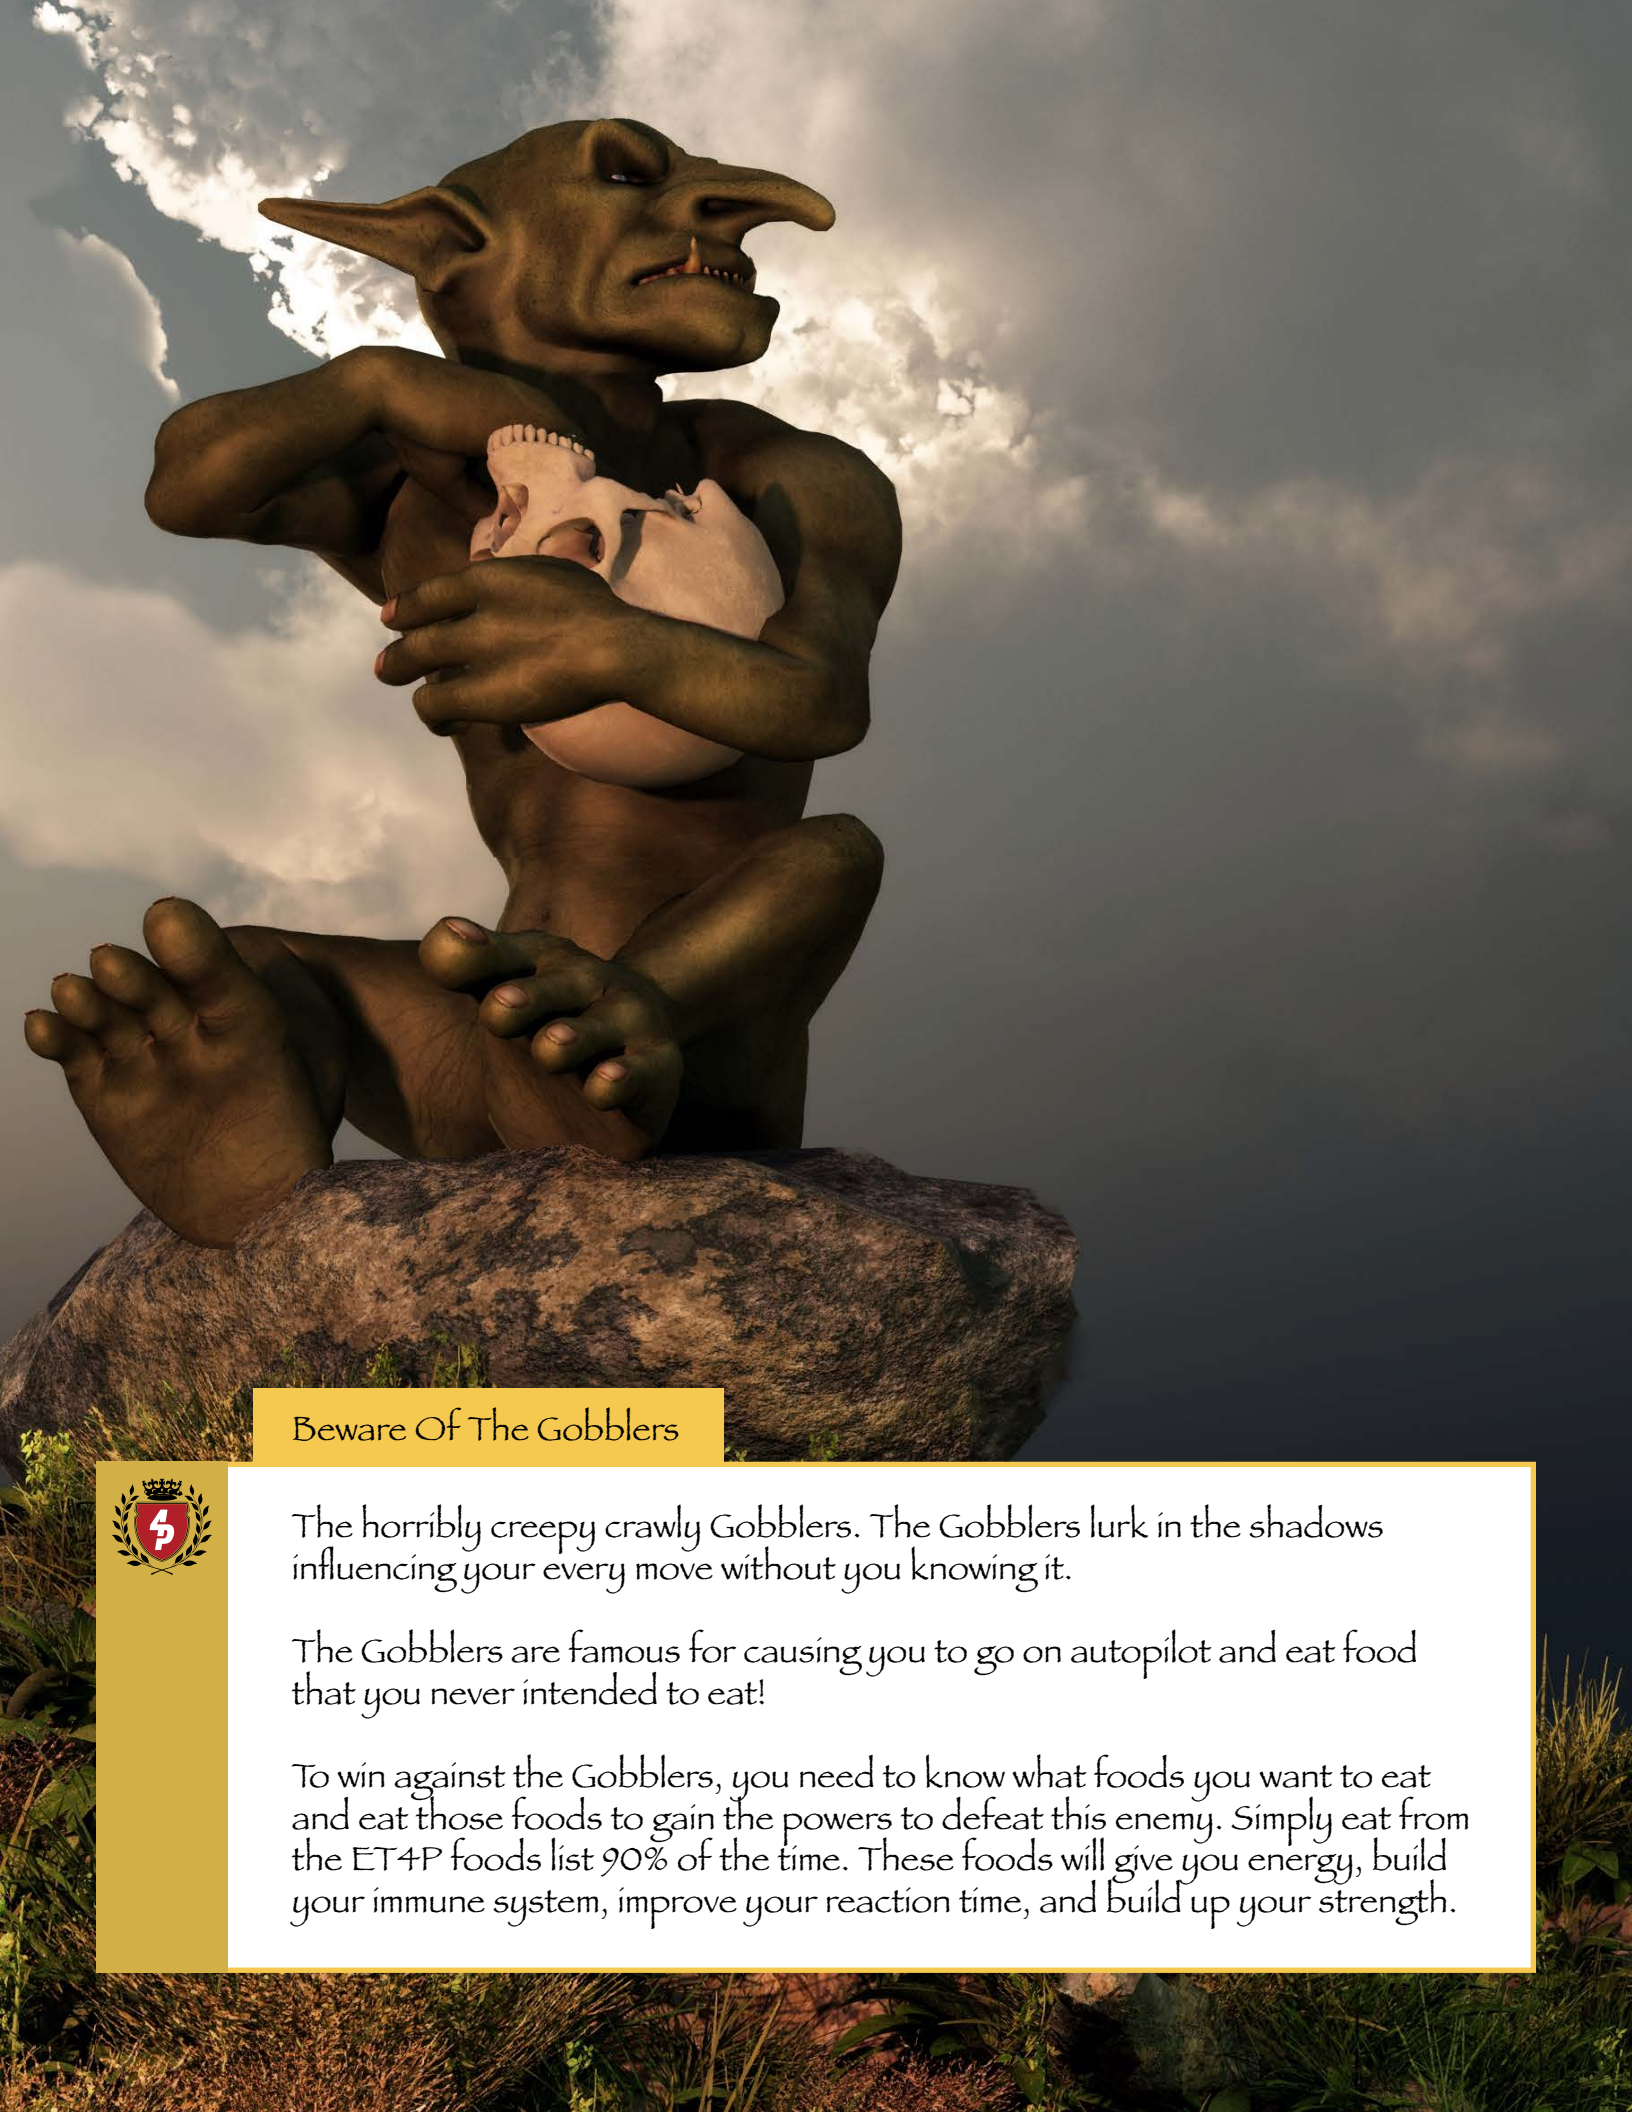 Beware Of The Gobblers
4P
The horribly creepy crawly Gobblers. The Gobblers lurk in the shadows
influencing your every move without you knowing it.
The Gobblers are famous for causing you to go on autopilot and eat food
that you never intended to eat!
To win against the Gobblers, you need to know what foods you want to eat
and eat those foods to gain the powers to defeat this enemy. Simply eat from
the ET4P foods list 90% of the time. These foods will give you energy, build
your immune system, improve your reaction time, and build up your strength.